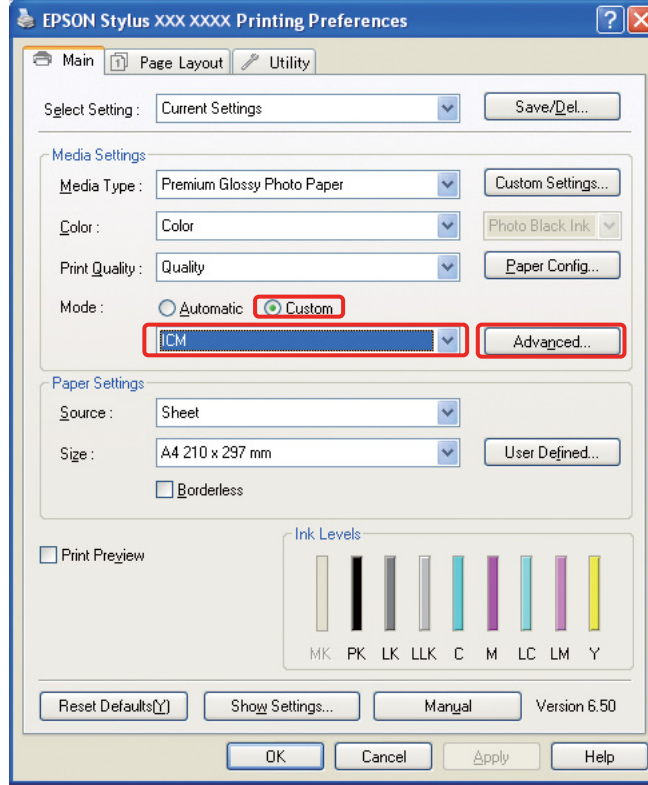 EPSON Stylus XXX XXXX Printing Preferences
Main Page Layout Utility
Select Setting : Current Settings Save/Del...
Media Settings
Media Type : Premium Glossy Photo Paper Custom Settings...
Color : Color Photo Black Ink
Print Quality : Quality Paper Config...
Mode : Automatic Custom
ICM Advanced...
Paper Settings
Source : Sheet
Size : A4 210 x 297 mm User Defined...
Borderless
Ink Levels
Print Preview
MK PK LK LLK C M LC LM Y
Reset Defaults(Y) Show Settings... Manual Version 6.50
OK Cancel Apply Help